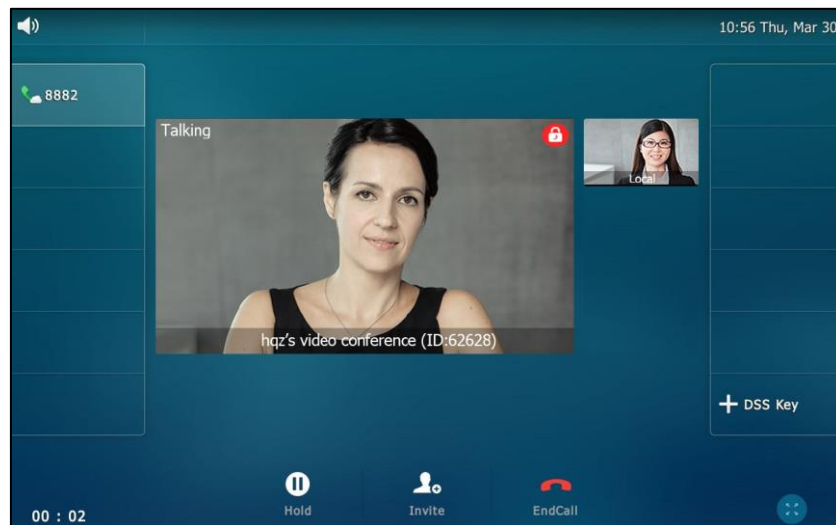 10:56 Thu, Mar 30
8882
Talking
Local
hqz's video conference (ID:62628)
DSS Key
Hold
Invite
EndCall
00 : 02